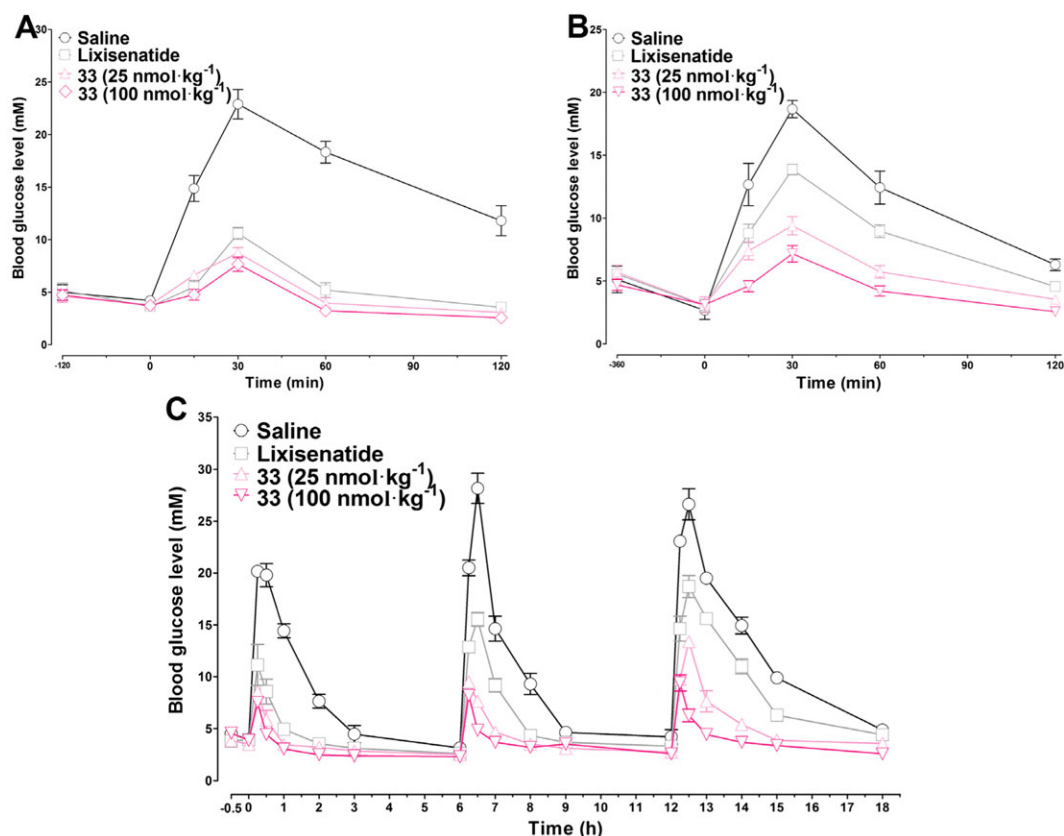 A
Saline
Lixisenatide
33 (25 nmol·kg⁻¹)
33 (100 nmol·kg⁻¹)
Blood glucose level (mM)
30
25
20
15
10
5
0
-120 0 30 60 90 120
Time (min)
B
Saline
Lixisenatide
33 (25 nmol·kg⁻¹)
33 (100 nmol·kg⁻¹)
Blood glucose level (mM)
25
20
15
10
5
0
-360 0 30 60 90 120
Time (min)
C
Saline
Lixisenatide
33 (25 nmol·kg⁻¹)
33 (100 nmol·kg⁻¹)
Blood glucose level (mM)
35
30
25
20
15
10
5
0
-0.5 0 1 2 3 4 5 6 7 8 9 10 11 12 13 14 15 16 17 18
Time (h)